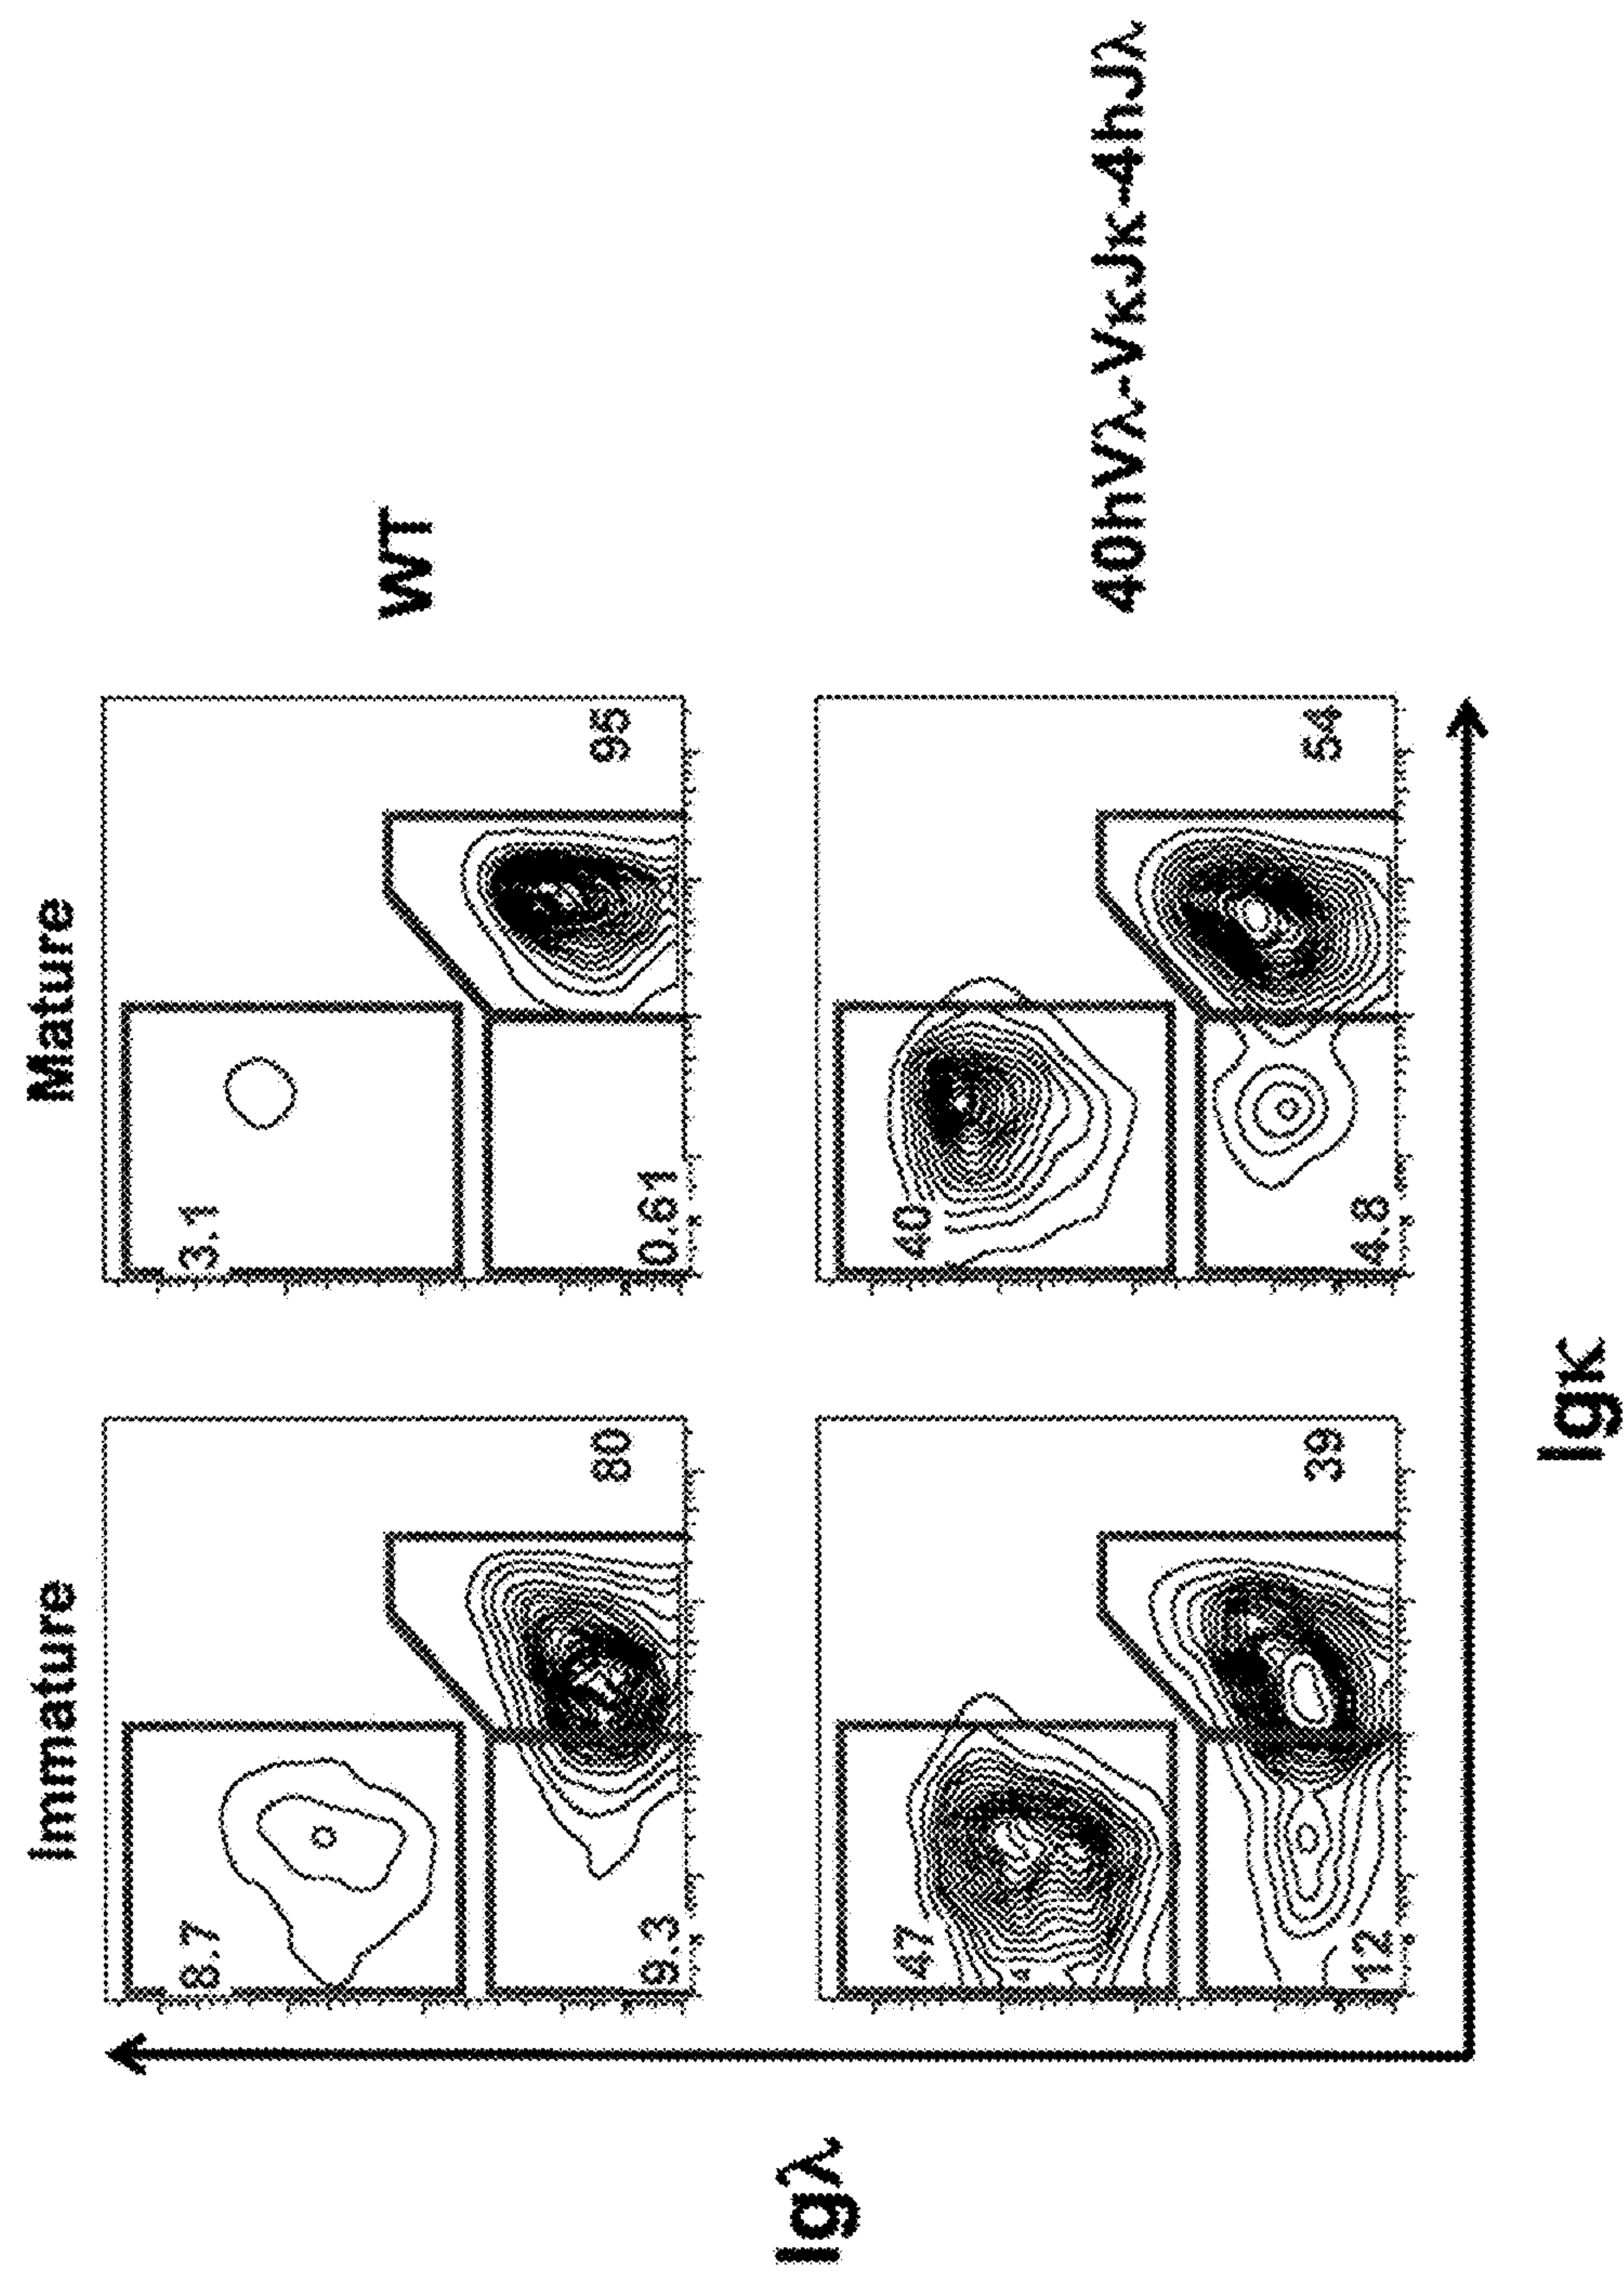 Immature
Mature
8.7
80
9.3
3.1
95
0.61
WT
47
39
12
40
54
4.8
40hVλ-VκJκ-4hJλ
Igλ
Igκ